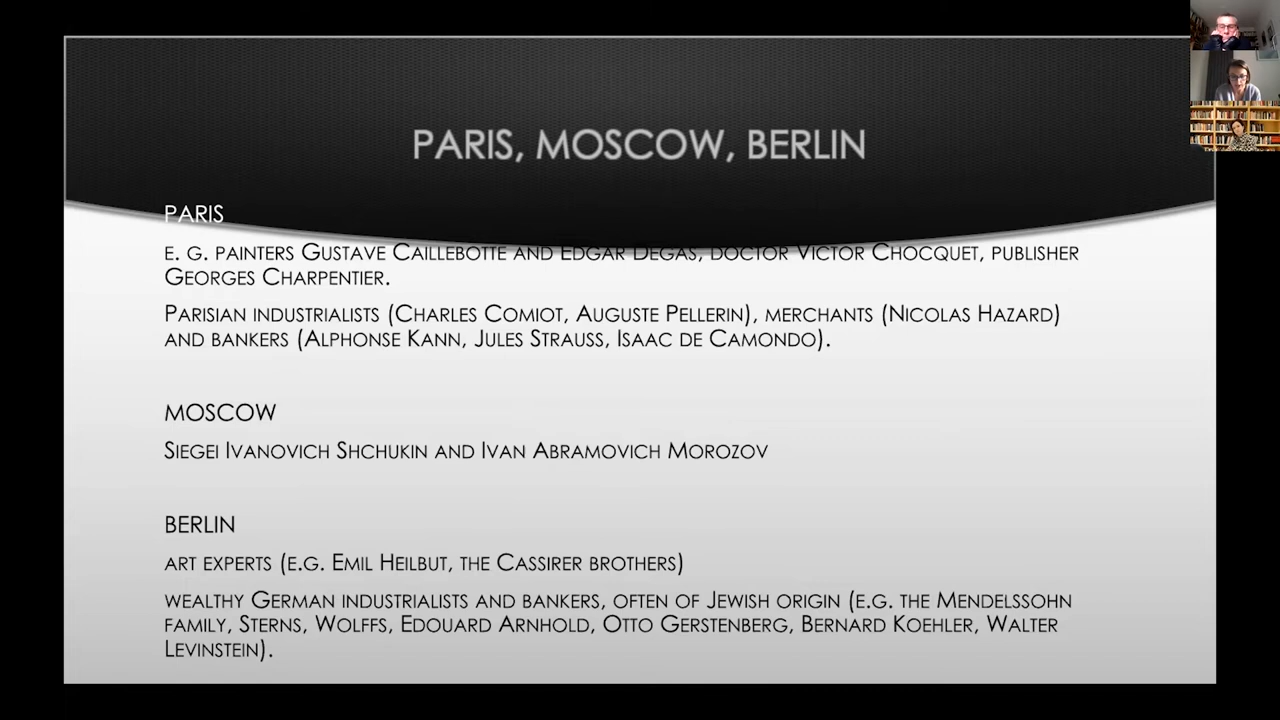 PARIS, MOSCOW, BERLIN
PARIS
E. G. PAINTERS GUSTAVE CAILLEBOTTE AND EDGAR DEGAS, DOCTOR VICTOR CHOCQUET, PUBLISHER
GEORGES CHARPENTIER.
PARISIAN INDUSTRIALISTS (CHARLES COMIOT, AUGUSTE PELLERIN), MERCHANTS (NICOLAS HAZARD)
AND BANKERS (ALPHONSE KANN, JULES STRAUSS, ISAAC DE CAMONDO).
MOSCOW
SIEGEI IVANOVICH SHCHUKIN AND IVAN ABRAMOVICH MOROZOV
BERLIN
ART EXPERTS (E.G. EMIL HEILBUT, THE CASSIRER BROTHERS)
WEALTHY GERMAN INDUSTRIALISTS AND BANKERS, OFTEN OF JEWISH ORIGIN (E.G. THE MENDELSSOHN
FAMILY, STERNS, WOLFFS, EDOUARD ARNHOLD, OTTO GERSTENBERG, BERNARD KOEHLER, WALTER
LEVINSTEIN).